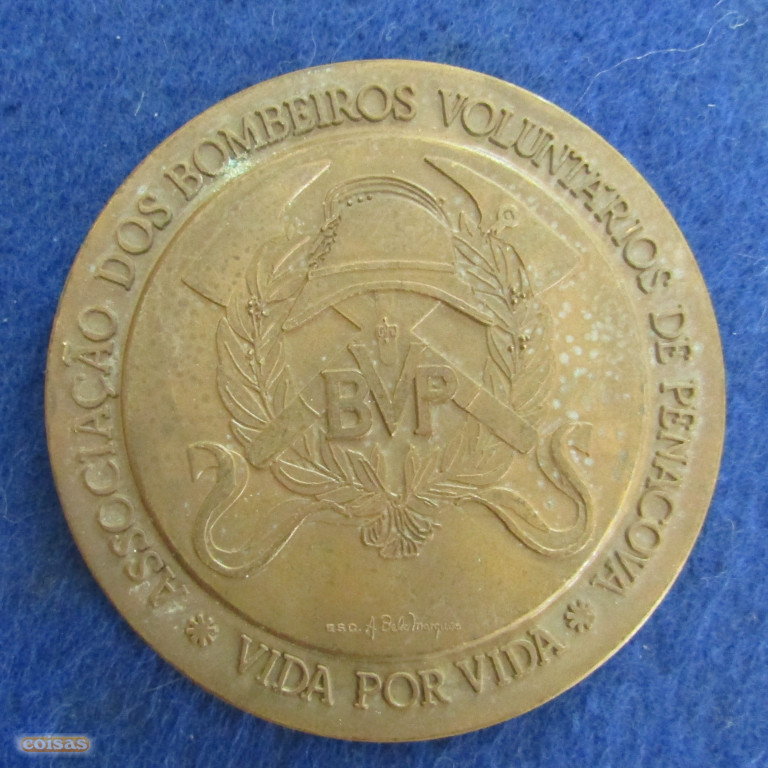 ASSOCIAÇÃO DOS BOMBEIROS VOLUNTÁRIOS DE PENACOVA
* VIDA POR VIDA *
BVP
ESC. A Belo Marques
coisas